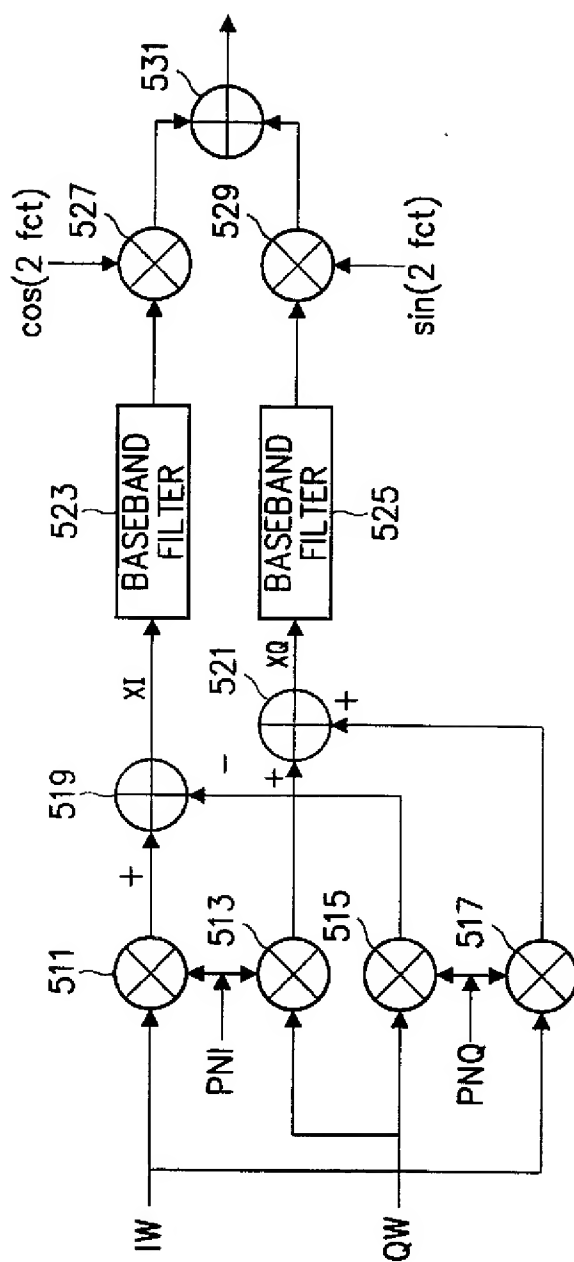 IW
QW
511
PNI
513
515
PNQ
517
+
-
519
+
+
521
XI
XQ
523
BASEBAND
FILTER
BASEBAND
FILTER
525
cos(2 fct)
527
529
sin(2 fct)
531